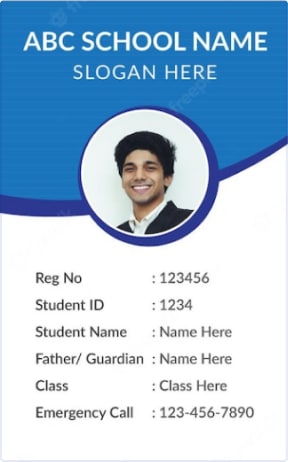 ABC SCHOOL NAME
SLOGAN HERE
Reg No : 123456
Student ID : 1234
Student Name : Name Here
Father/ Guardian : Name Here
Class : Class Here
Emergency Call : 123-456-7890